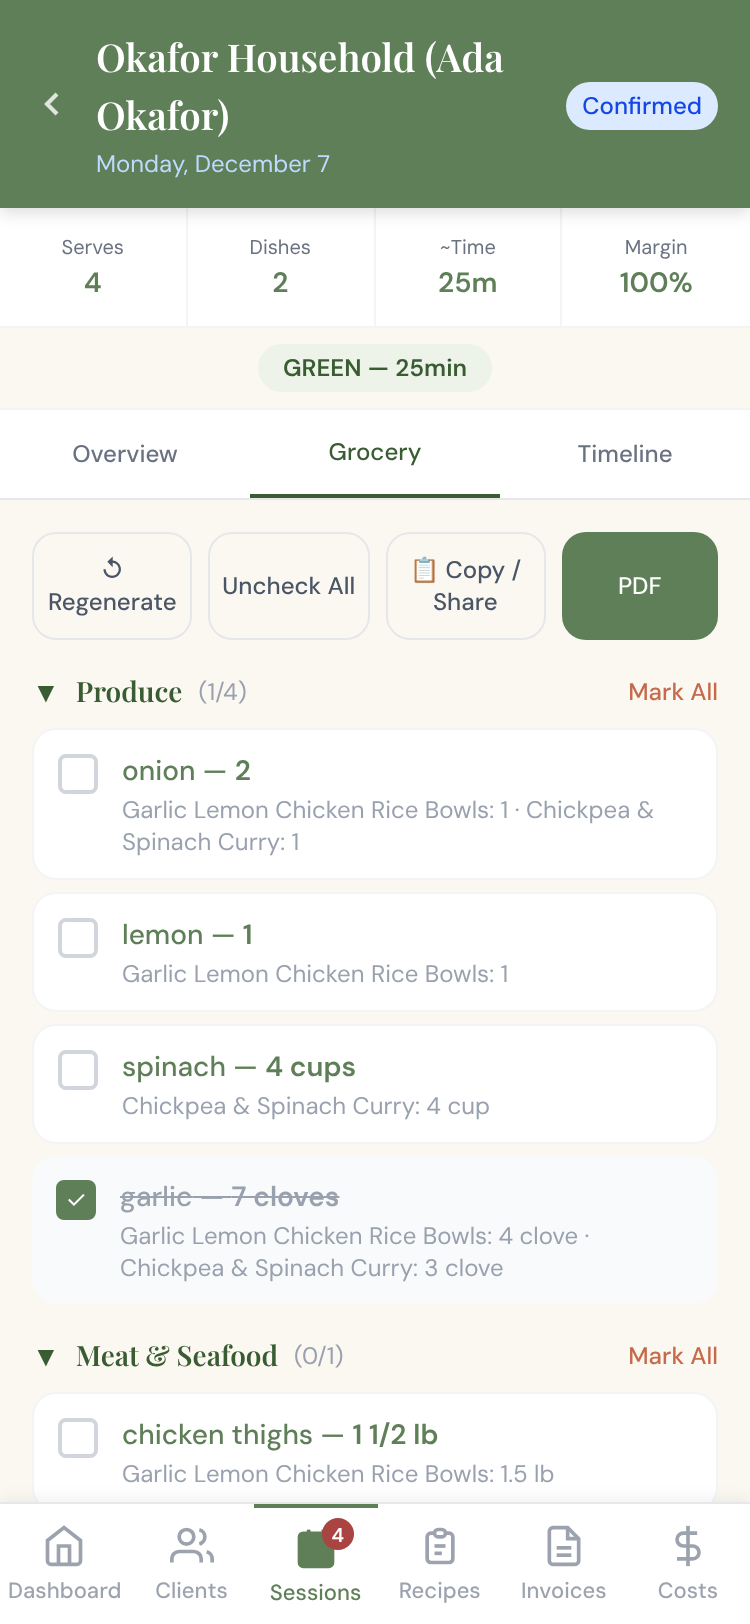 Okafor Household (Ada
Okafor)
Monday, December 7
Confirmed
Serves
4
Dishes
2
~Time
25m
Margin
100%
GREEN — 25min
Overview
Grocery
Timeline
Regenerate
Uncheck All
Copy /
Share
PDF
Produce (1/4)
Mark All
onion — 2
Garlic Lemon Chicken Rice Bowls: 1 · Chickpea &
Spinach Curry: 1
lemon — 1
Garlic Lemon Chicken Rice Bowls: 1
spinach — 4 cups
Chickpea & Spinach Curry: 4 cup
garlic — 7 cloves
Garlic Lemon Chicken Rice Bowls: 4 clove ·
Chickpea & Spinach Curry: 3 clove
Meat & Seafood (0/1)
Mark All
chicken thighs — 1 1/2 lb
Garlic Lemon Chicken Rice Bowls: 1.5 lb
4
Dashboard
Clients
Sessions
Recipes
Invoices
Costs